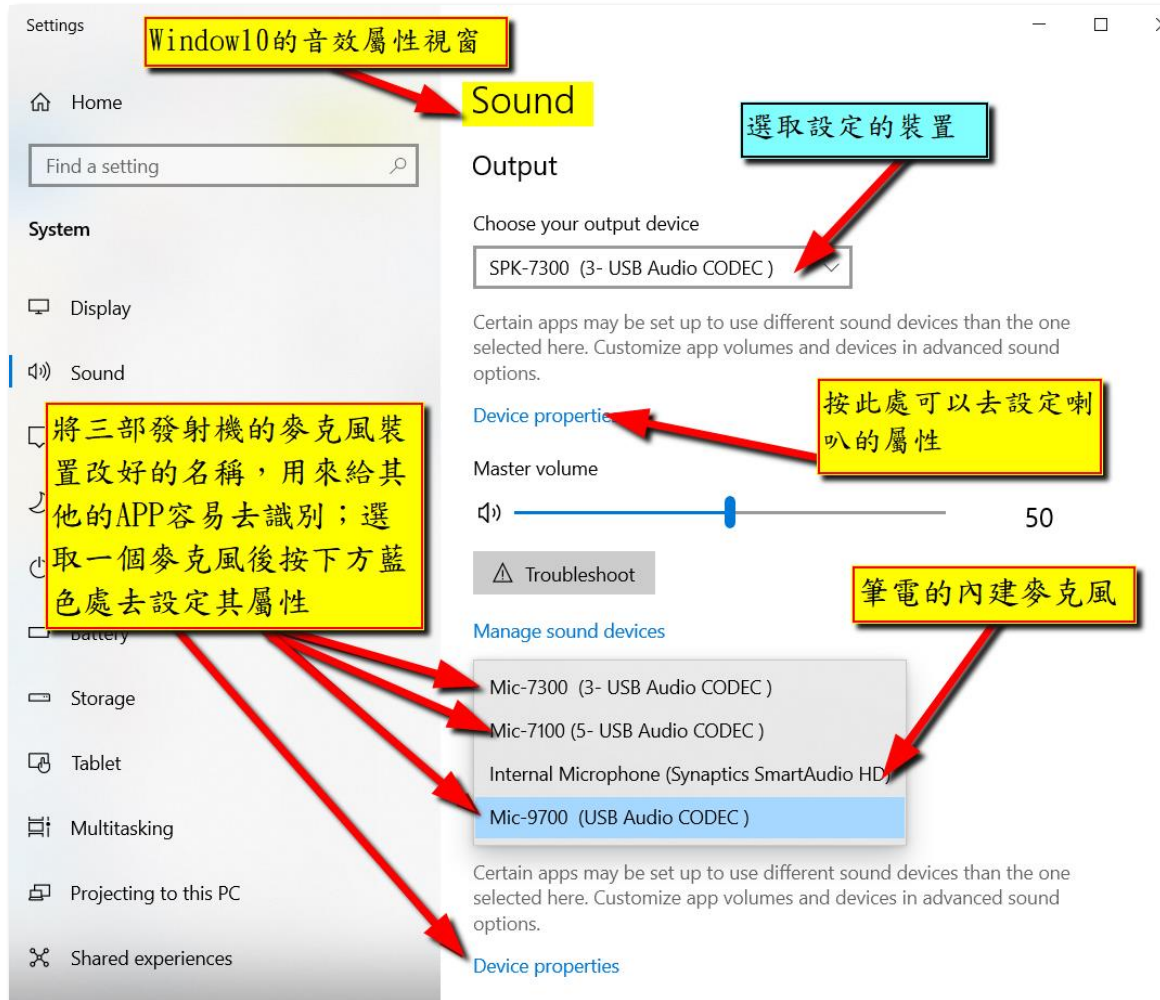 Settings
Window10的音效屬性視窗
Home
Sound
選取設定的裝置
Find a setting
Output
System
Choose your output device
SPK-7300 (3- USB Audio CODEC )
Display
Certain apps may be set up to use different sound devices than the one
selected here. Customize app volumes and devices in advanced sound
options.
Sound
Device properties
按此處可以去設定喇
叭的屬性
將三部發射機的麥克風裝
置改好的名稱，用來給其
他的APP容易去識別；選
取一個麥克風後按下方藍
色處去設定其屬性
Master volume
50
Troubleshoot
筆電的內建麥克風
Battery
Manage sound devices
Mic-7300 (3- USB Audio CODEC )
Storage
Mic-7100 (5- USB Audio CODEC )
Tablet
Internal Microphone (Synaptics SmartAudio HD)
Mic-9700 (USB Audio CODEC )
Multitasking
Certain apps may be set up to use different sound devices than the one
selected here. Customize app volumes and devices in advanced sound
options.
Projecting to this PC
Shared experiences
Device properties